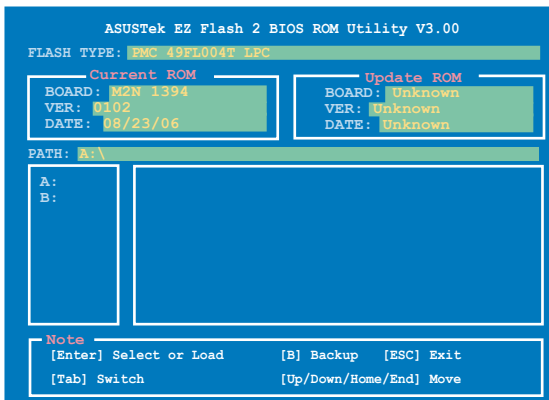 ASUSTek EZ Flash 2 BIOS ROM Utility V3.00
FLASH TYPE: PMC 49FL004T LPC
Current ROM
BOARD: M2N 1394
VER: 0102
DATE: 08/23/06
Update ROM
BOARD: Unknown
VER: Unknown
DATE: Unknown
PATH: A:\
A:
B:
Note
[Enter] Select or Load [B] Backup [ESC] Exit
[Tab] Switch [Up/Down/Home/End] Move